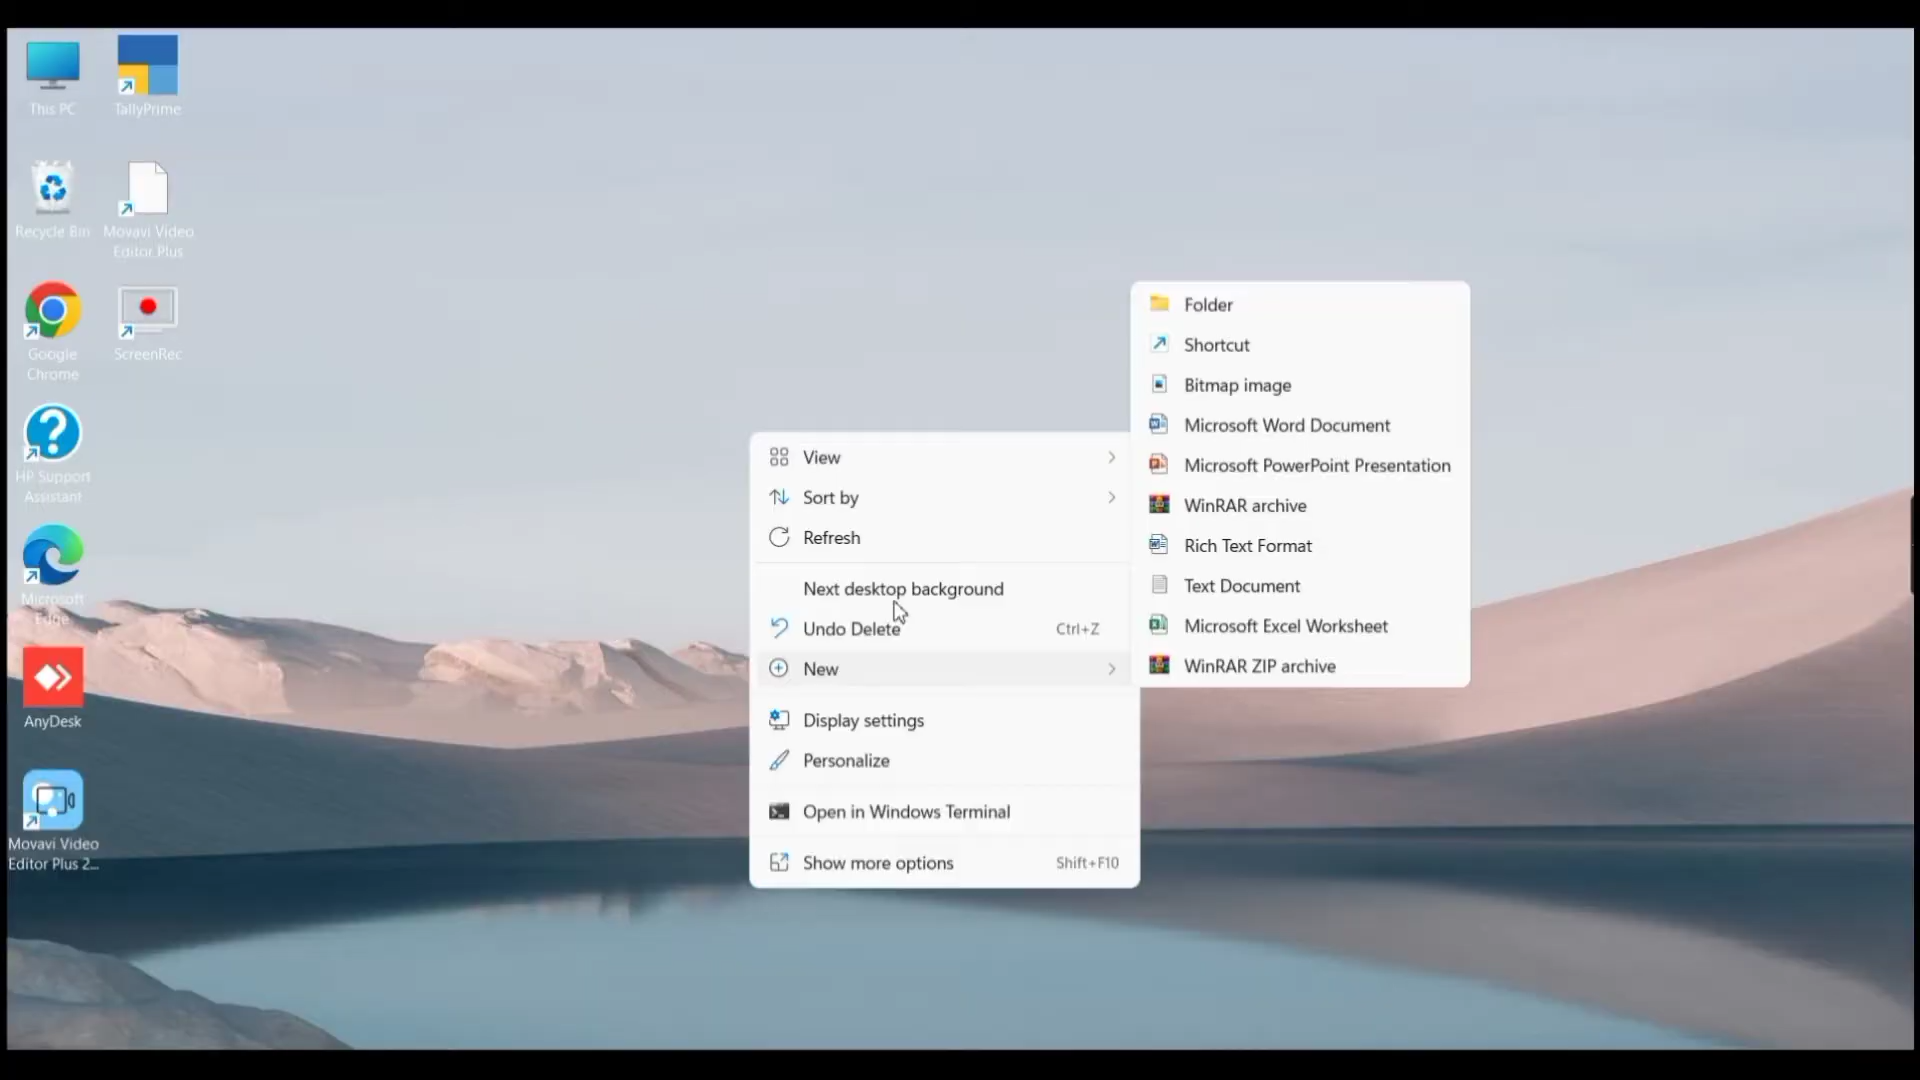 This PC
TallyPrime
Recycle Bin
Movavi Video
Editor Plus
Google
Chrome
ScreenRec
HP Support
Assistant
Microsoft
Edge
AnyDesk
Movavi Video
Editor Plus 2...
View
Sort by
Refresh
Next desktop background
Undo Delete Ctrl+Z
New
Display settings
Personalize
Open in Windows Terminal
Show more options Shift+F10
Folder
Shortcut
Bitmap image
Microsoft Word Document
Microsoft PowerPoint Presentation
WinRAR archive
Rich Text Format
Text Document
Microsoft Excel Worksheet
WinRAR ZIP archive